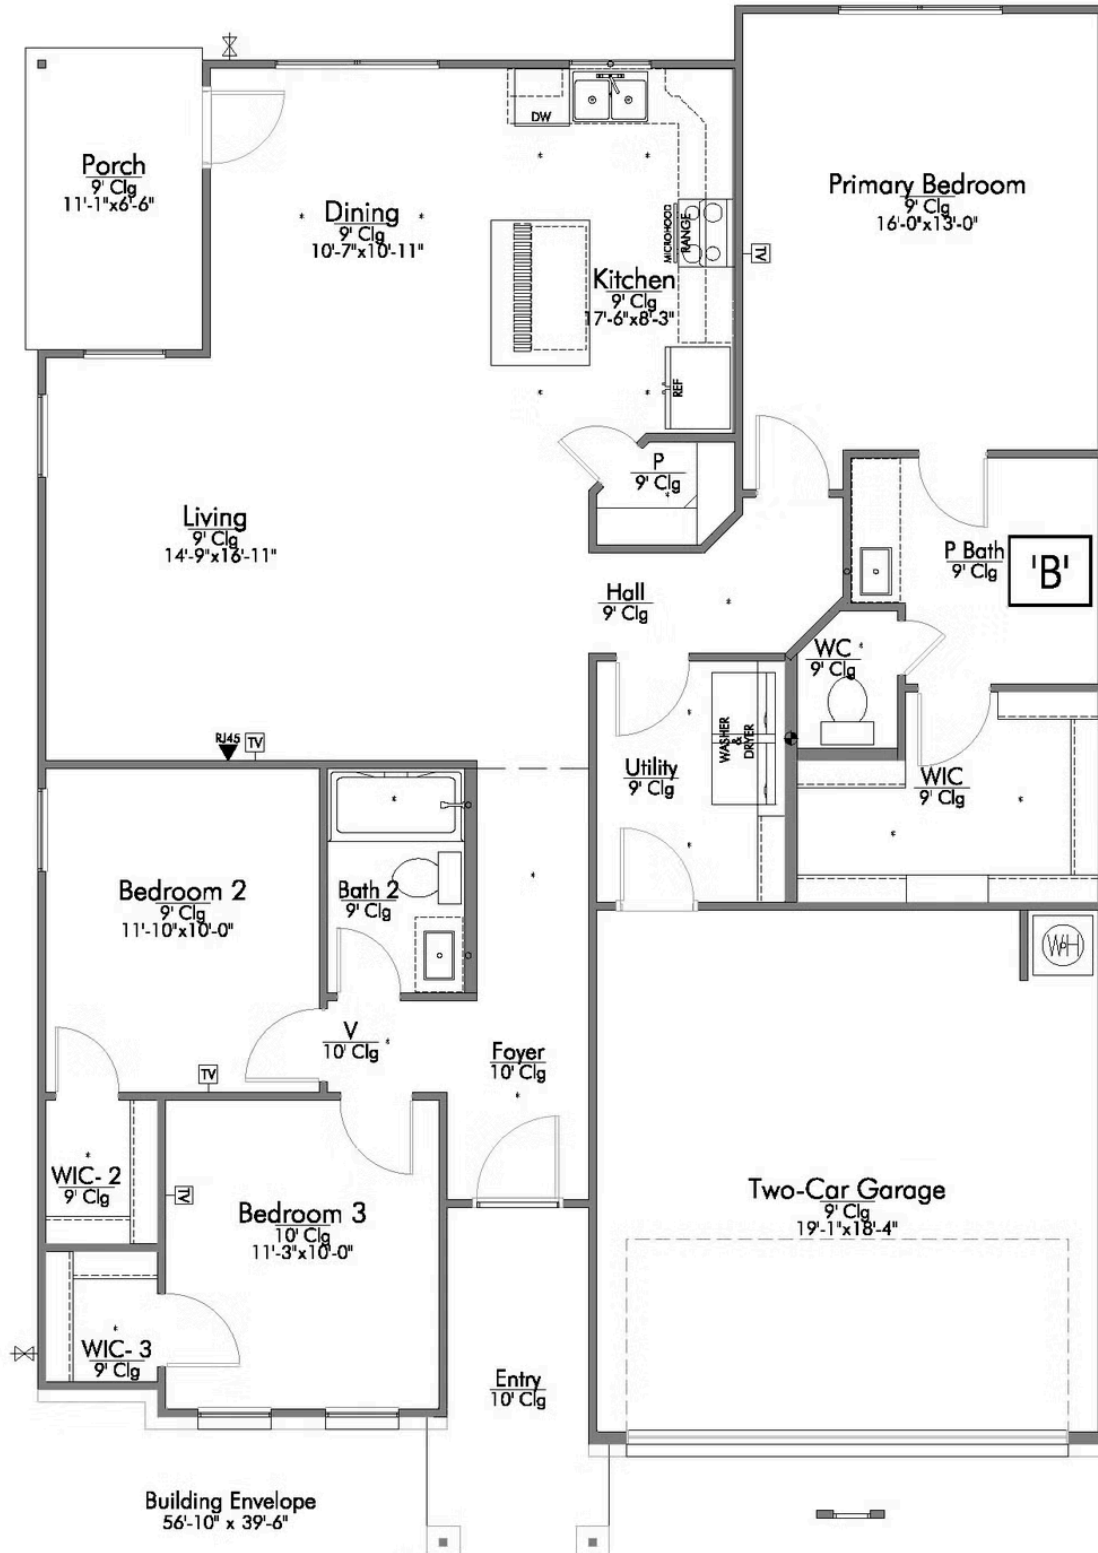 Porch
9' Clg
11'-1"x6'-6"
DW
Dining
9' Clg
10'-7"x10'-11"
MICROHOOD
RANGE
Kitchen
9' Clg
17'-6"x8'-3"
REF
Primary Bedroom
9' Clg
16'-0"x13'-0"
TV
P
9' Clg
Living
9' Clg
14'-9"x16'-11"
Hall
9' Clg
P Bath
9' Clg
'B'
WC
9' Clg
RJ45
TV
Utility
9' Clg
WASHER
&
DRYER
WIC
9' Clg
Bedroom 2
9' Clg
11'-10"x10'-0"
Bath 2
9' Clg
WH
V
10' Clg
Foyer
10' Clg
TV
WIC- 2
9' Clg
TV
Bedroom 3
10' Clg
11'-3"x10'-0"
Two-Car Garage
9' Clg
19'-1"x18'-4"
WIC- 3
9' Clg
Entry
10' Clg
Building Envelope
56'-10" x 39'-6"